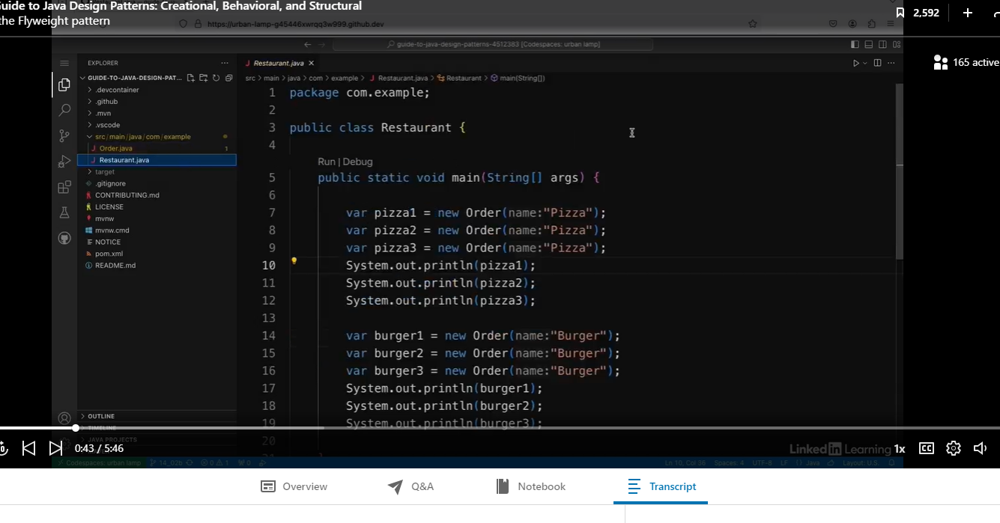 Guide to Java Design Patterns: Creational, Behavioral, and Structural
the Flyweight pattern
2,592
https://urban-lamp-g45446xwrqq3w999.github.dev
guide-to-java-design-patterns-4512383 [Codespaces: urban lamp]
165 active
EXPLORER
GUIDE-TO-JAVA-DESIGN-PAT...
.devcontainer
.github
.mvn
.vscode
src/main/java/com/example
Order.java 1
Restaurant.java
target
.gitignore
CONTRIBUTING.md
LICENSE
mvnw
mvnw.cmd
NOTICE
pom.xml
README.md
OUTLINE
TIMELINE
JAVA PROJECTS
Restaurant.java
src > main > java > com > example > Restaurant.java > Restaurant > main(String[])
1 package com.example;
2
3 public class Restaurant {
4
Run | Debug
5 public static void main(String[] args) {
6
7 var pizza1 = new Order(name:"Pizza");
8 var pizza2 = new Order(name:"Pizza");
9 var pizza3 = new Order(name:"Pizza");
10 System.out.println(pizza1);
11 System.out.println(pizza2);
12 System.out.println(pizza3);
13
14 var burger1 = new Order(name:"Burger");
15 var burger2 = new Order(name:"Burger");
16 var burger3 = new Order(name:"Burger");
17 System.out.println(burger1);
18 System.out.println(burger2);
19 System.out.println(burger3);
20
21 }
0:43 / 5:46
LinkedIn Learning
1x
CC
Codespaces: urban lamp 14_02b 0 1 0
Ln 10, Col 36 Spaces: 4 UTF-8 LF {} Java Layout: U.S.
Overview
Q&A
Notebook
Transcript